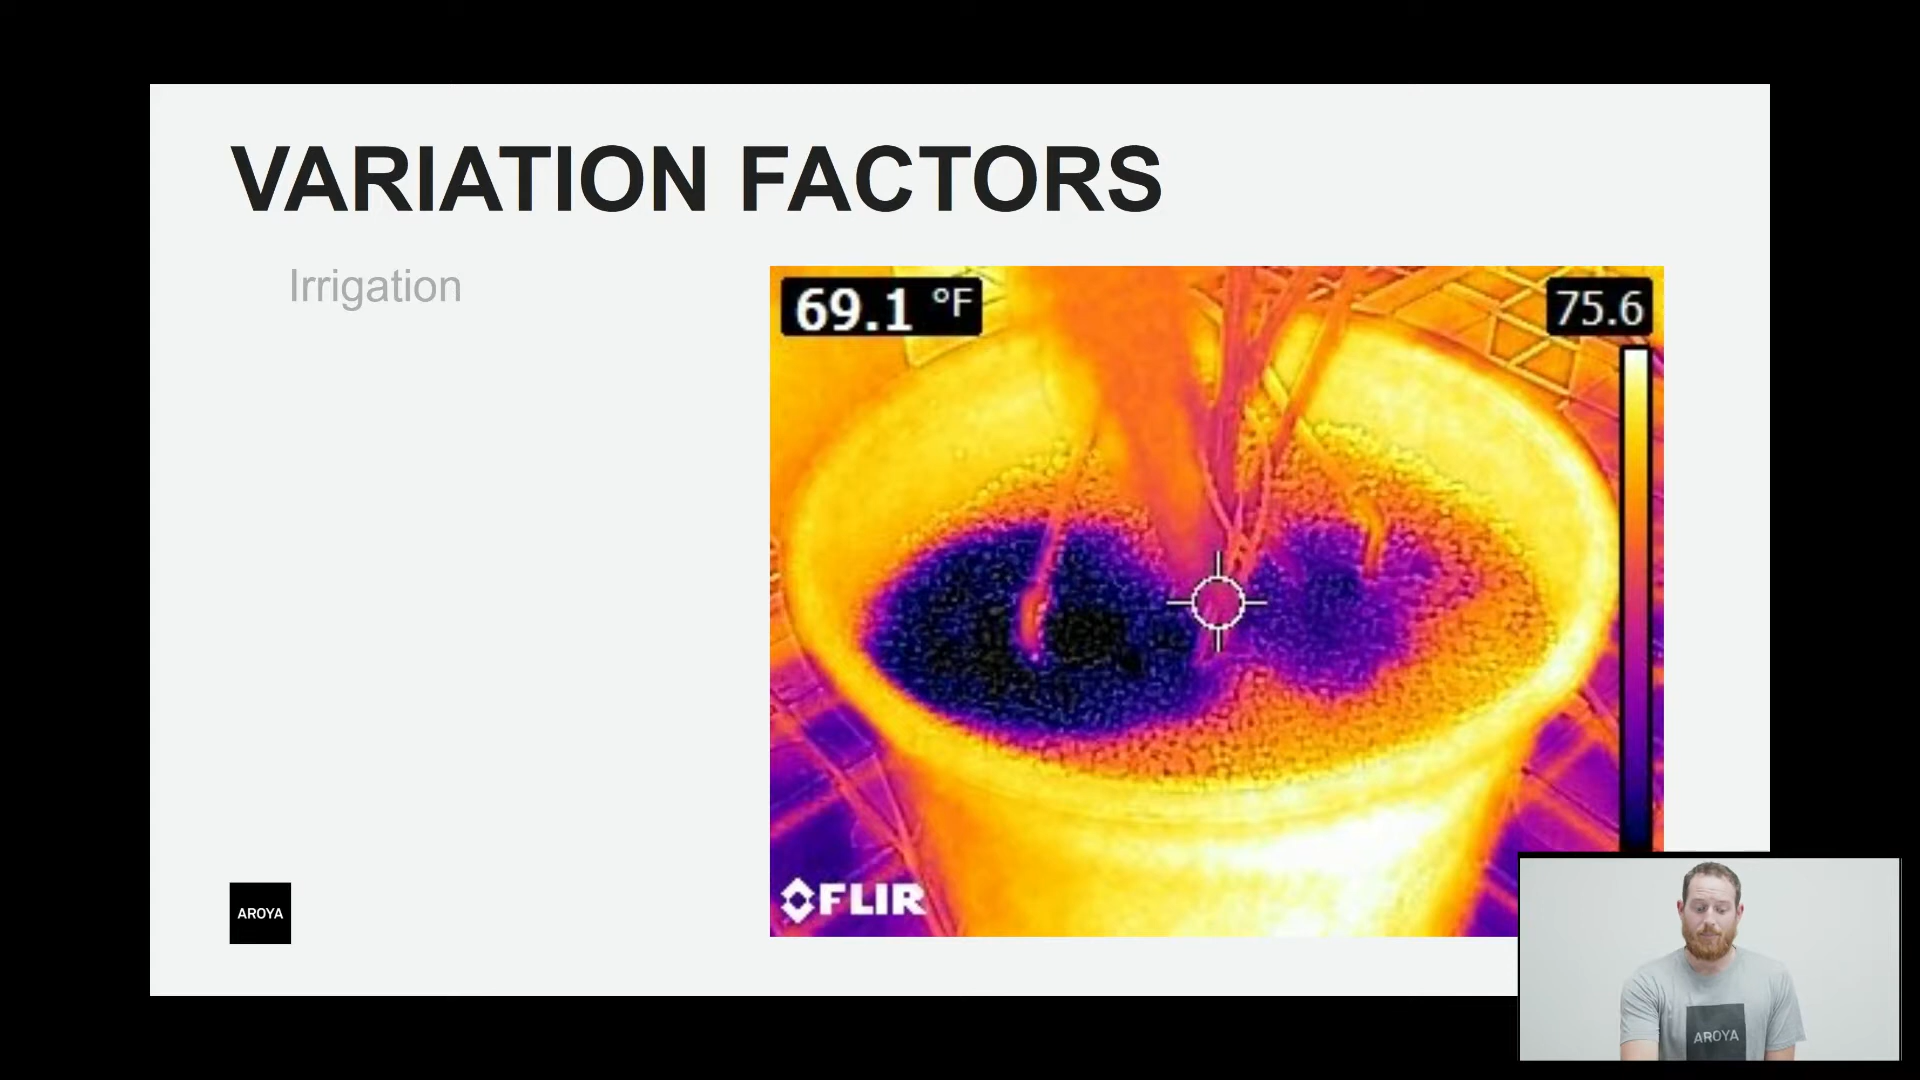 VARIATION FACTORS
Irrigation
69.1 °F
75.6
FLIR
AROYA
AROYA